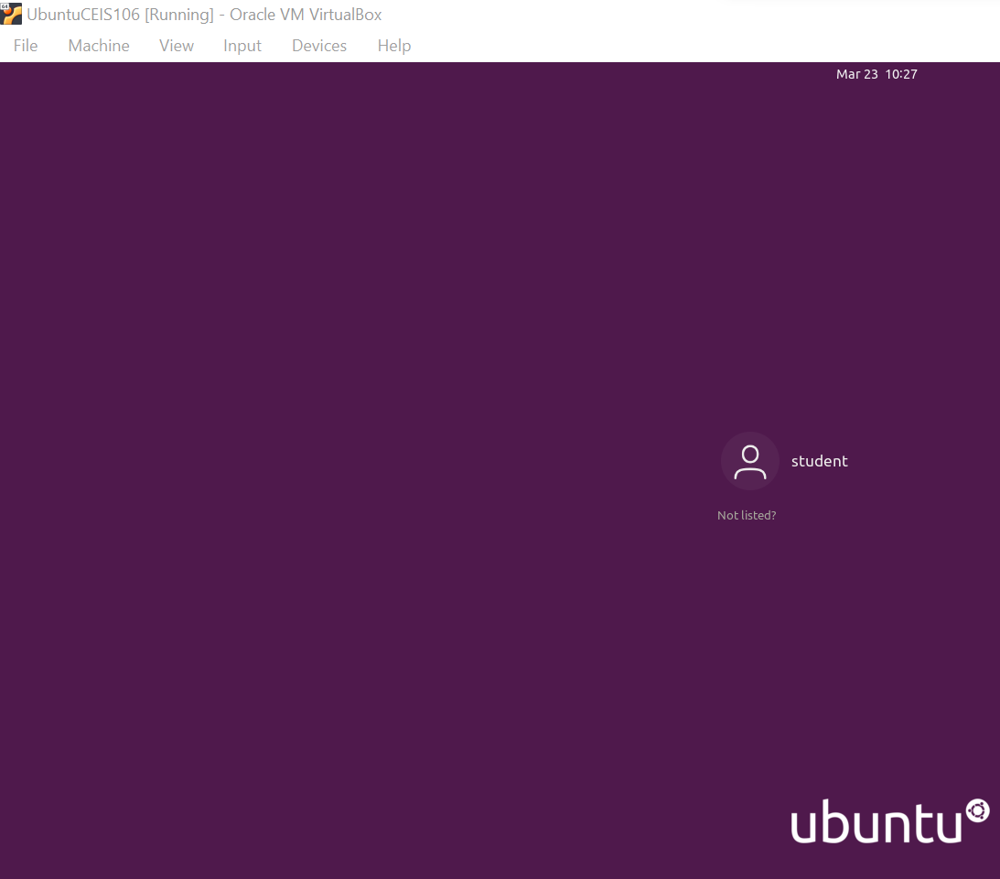 64
UbuntuCEIS106 [Running] - Oracle VM VirtualBox
File Machine View Input Devices Help
Mar 23 10:27
student
Not listed?
ubuntu